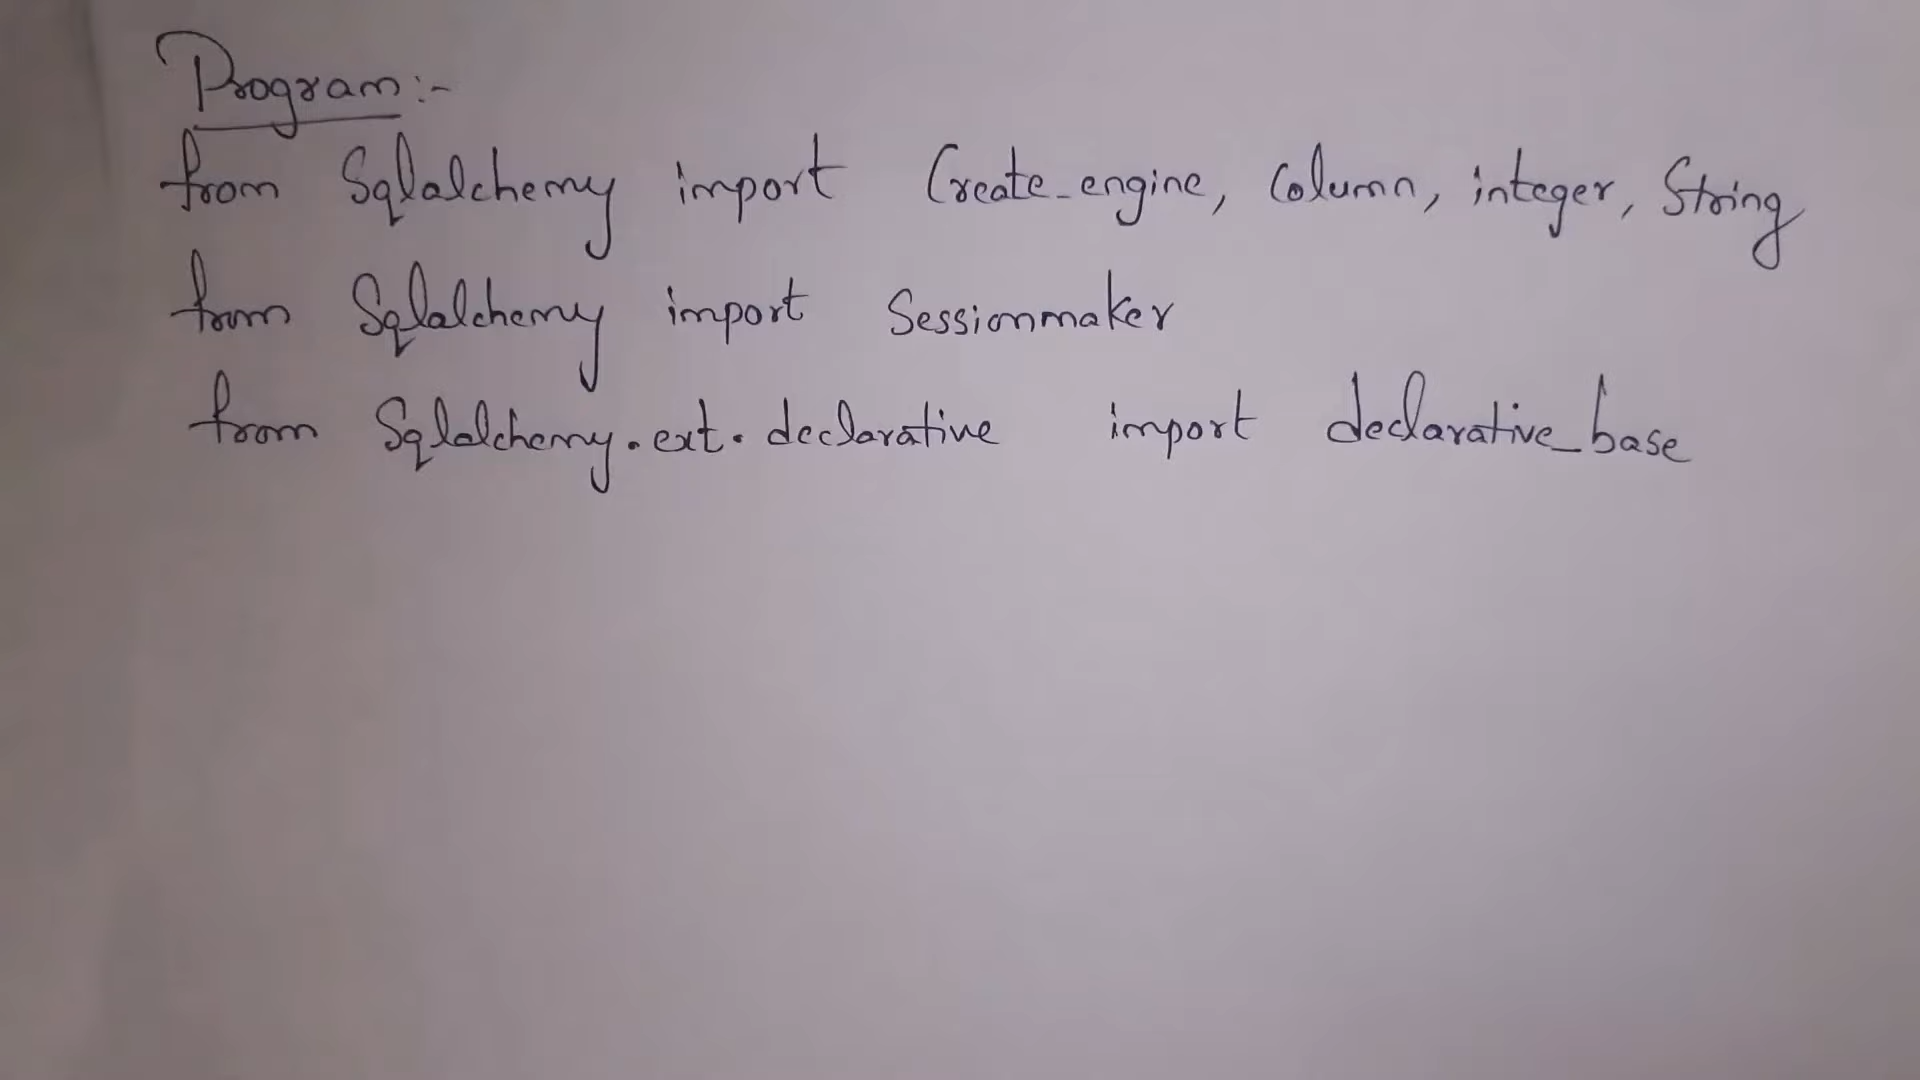 Program:-
from Sqlalchemy import Create_engine, Column, integer, String
from Sqlalchemy import Sessionmaker
from Sqlalchemy.ext.declarative import declarative_base